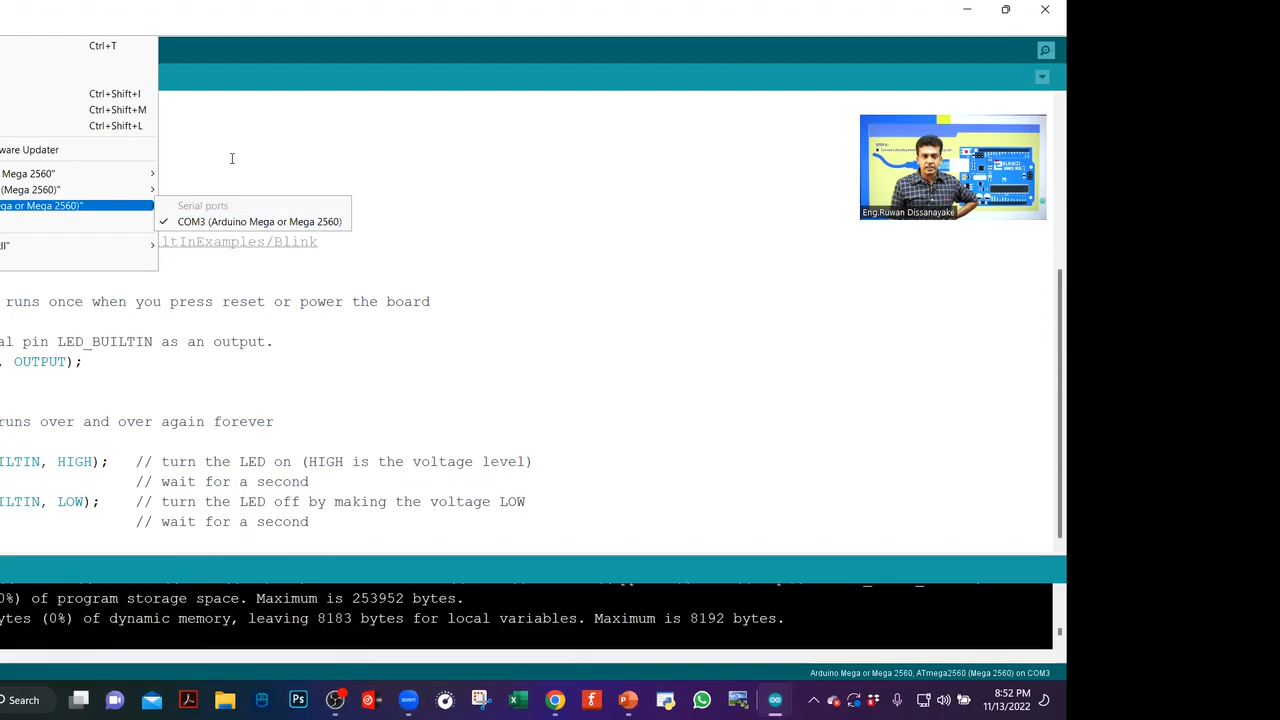 Ctrl+T
Ctrl+Shift+I
Ctrl+Shift+M
Ctrl+Shift+L
ware Updater
Mega 2560"
(Mega 2560)"
ga or Mega 2560)"
Serial ports
COM3 (Arduino Mega or Mega 2560)
ltInExamples/Blink
runs once when you press reset or power the board
al pin LED_BUILTIN as an output.
, OUTPUT);
runs over and over again forever
ILTIN, HIGH); // turn the LED on (HIGH is the voltage level)
// wait for a second
ILTIN, LOW); // turn the LED off by making the voltage LOW
// wait for a second
Eng.Ruwan Dissanayake
0%) of program storage space. Maximum is 253952 bytes.
ytes (0%) of dynamic memory, leaving 8183 bytes for local variables. Maximum is 8192 bytes.
Arduino Mega or Mega 2560, ATmega2560 (Mega 2560) on COM3
Search
zoom
8:52 PM
11/13/2022